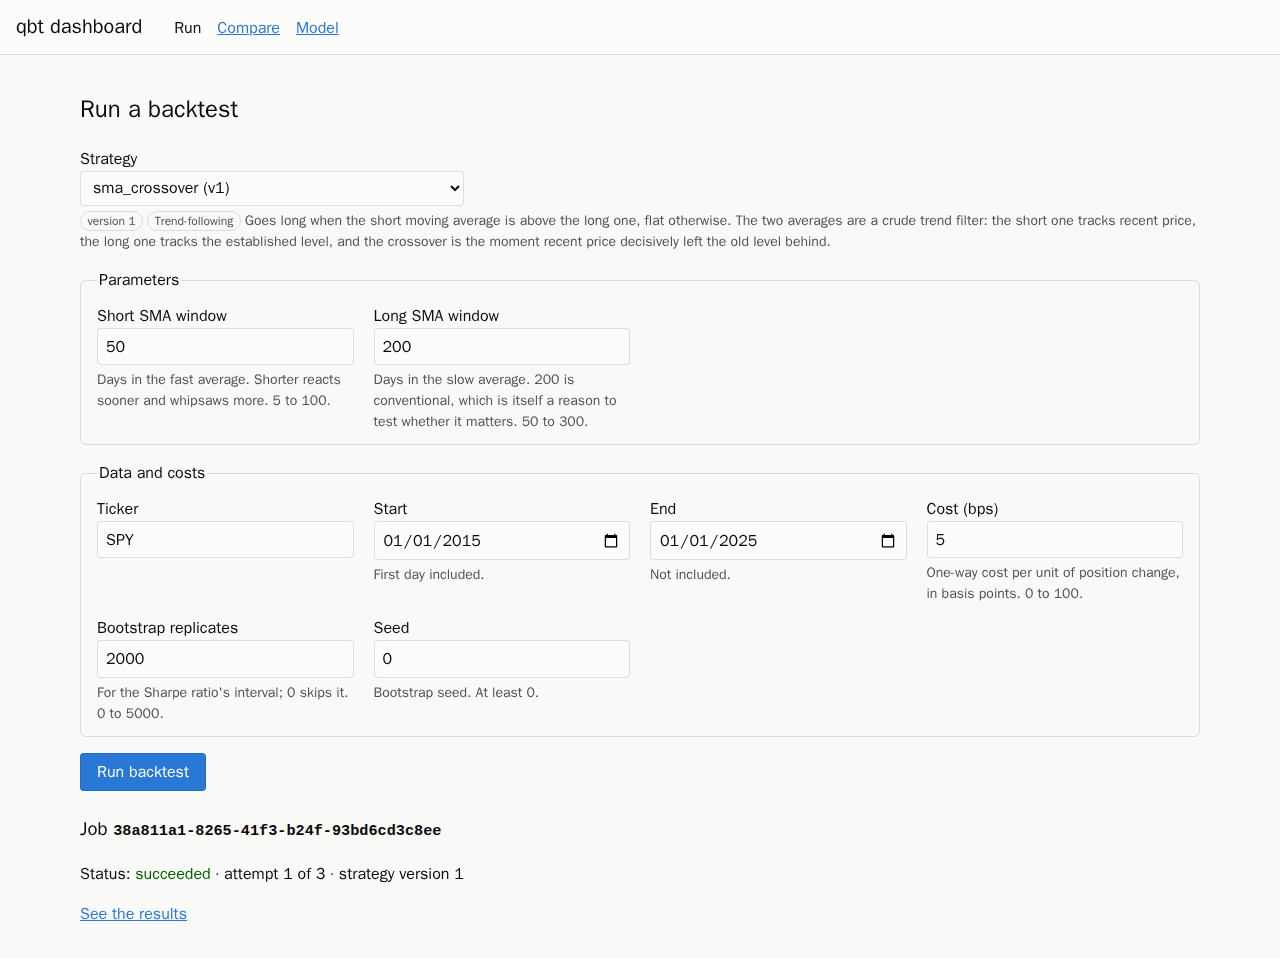 qbt dashboard Run Compare Model
Run a backtest
Strategy
sma_crossover (v1)
version 1 Trend-following Goes long when the short moving average is above the long one, flat otherwise. The two averages are a crude trend filter: the short one tracks recent price,
the long one tracks the established level, and the crossover is the moment recent price decisively left the old level behind.
Parameters
Short SMA window Long SMA window
50 200
Days in the fast average. Shorter reacts
sooner and whipsaws more. 5 to 100.
Days in the slow average. 200 is
conventional, which is itself a reason to
test whether it matters. 50 to 300.
Data and costs
Ticker Start End Cost (bps)
SPY 01/01/2015 01/01/2025 5
First day included. Not included.
One-way cost per unit of position change,
in basis points. 0 to 100.
Bootstrap replicates Seed
2000 0
For the Sharpe ratio's interval; 0 skips it.
0 to 5000.
Bootstrap seed. At least 0.
Run backtest
Job 38a811a1-8265-41f3-b24f-93bd6cd3c8ee
Status: succeeded · attempt 1 of 3 · strategy version 1
See the results